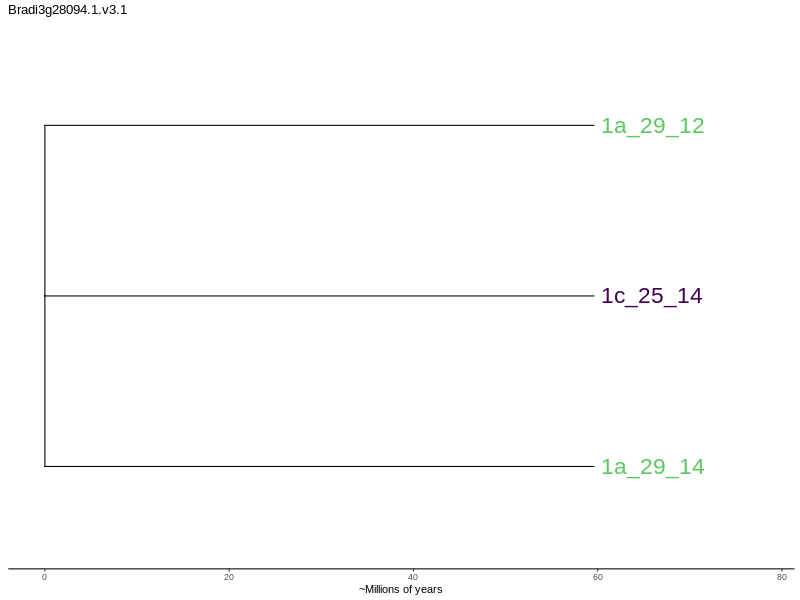 Bradi3g28094.1.v3.1
1a_29_12
1c_25_14
1a_29_14
0 20 40 60 80
~Millions of years